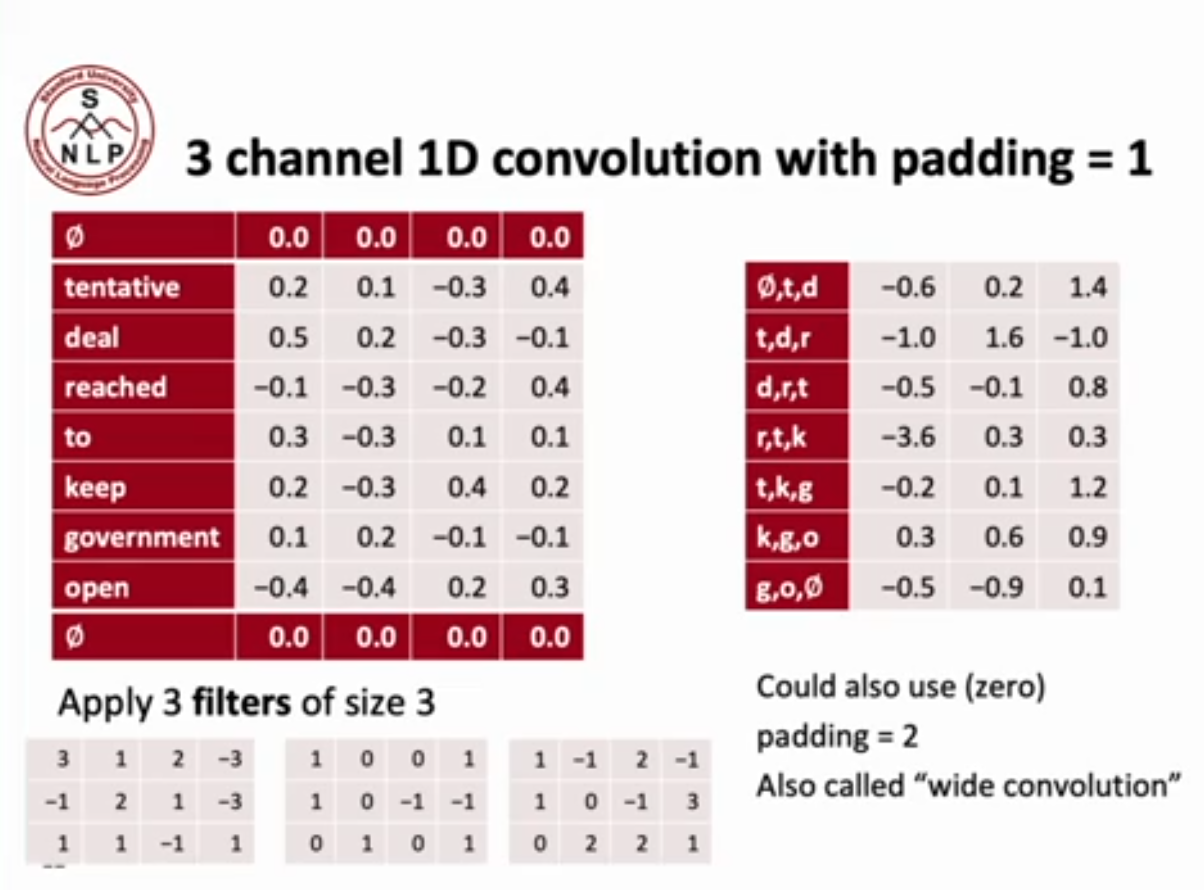 Stanford University
S
NLP
Natural Language Processing
3 channel 1D convolution with padding = 1
Ø 0.0 0.0 0.0 0.0
tentative 0.2 0.1 −0.3 0.4
deal 0.5 0.2 −0.3 −0.1
reached −0.1 −0.3 −0.2 0.4
to 0.3 −0.3 0.1 0.1
keep 0.2 −0.3 0.4 0.2
government 0.1 0.2 −0.1 −0.1
open −0.4 −0.4 0.2 0.3
Ø 0.0 0.0 0.0 0.0
Ø,t,d −0.6 0.2 1.4
t,d,r −1.0 1.6 −1.0
d,r,t −0.5 −0.1 0.8
r,t,k −3.6 0.3 0.3
t,k,g −0.2 0.1 1.2
k,g,o 0.3 0.6 0.9
g,o,Ø −0.5 −0.9 0.1
Apply 3 filters of size 3
3 1 2 −3
−1 2 1 −3
1 1 −1 1
1 0 0 1
1 0 −1 −1
0 1 0 1
1 −1 2 −1
1 0 −1 3
0 2 2 1
Could also use (zero)
padding = 2
Also called “wide convolution”